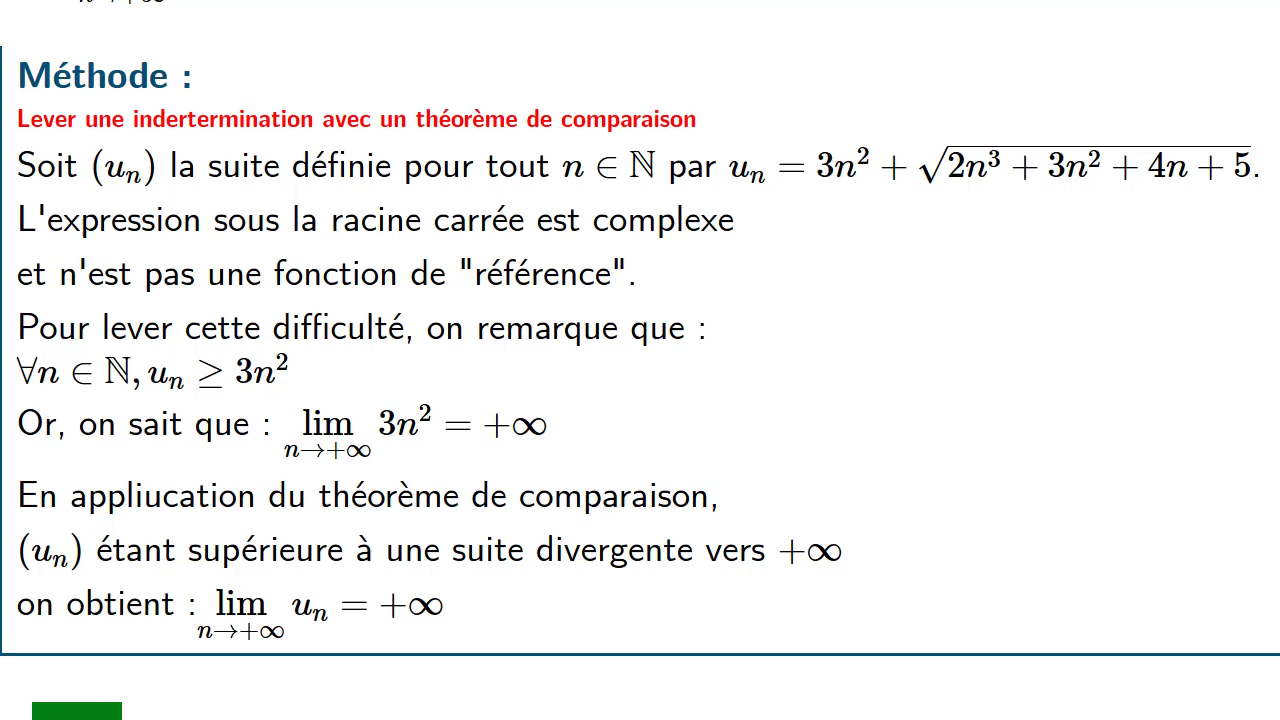 Méthode :
Lever une indertermination avec un théorème de comparaison
Soit (uₙ) la suite définie pour tout n ∈ ℕ par uₙ = 3n² + √(2n³ + 3n² + 4n + 5).
L'expression sous la racine carrée est complexe
et n'est pas une fonction de "référence".
Pour lever cette difficulté, on remarque que :
∀n ∈ ℕ, uₙ ≥ 3n²
Or, on sait que : lim n→+∞ 3n² = +∞
En appliucation du théorème de comparaison,
(uₙ) étant supérieure à une suite divergente vers +∞
on obtient : lim n→+∞ uₙ = +∞